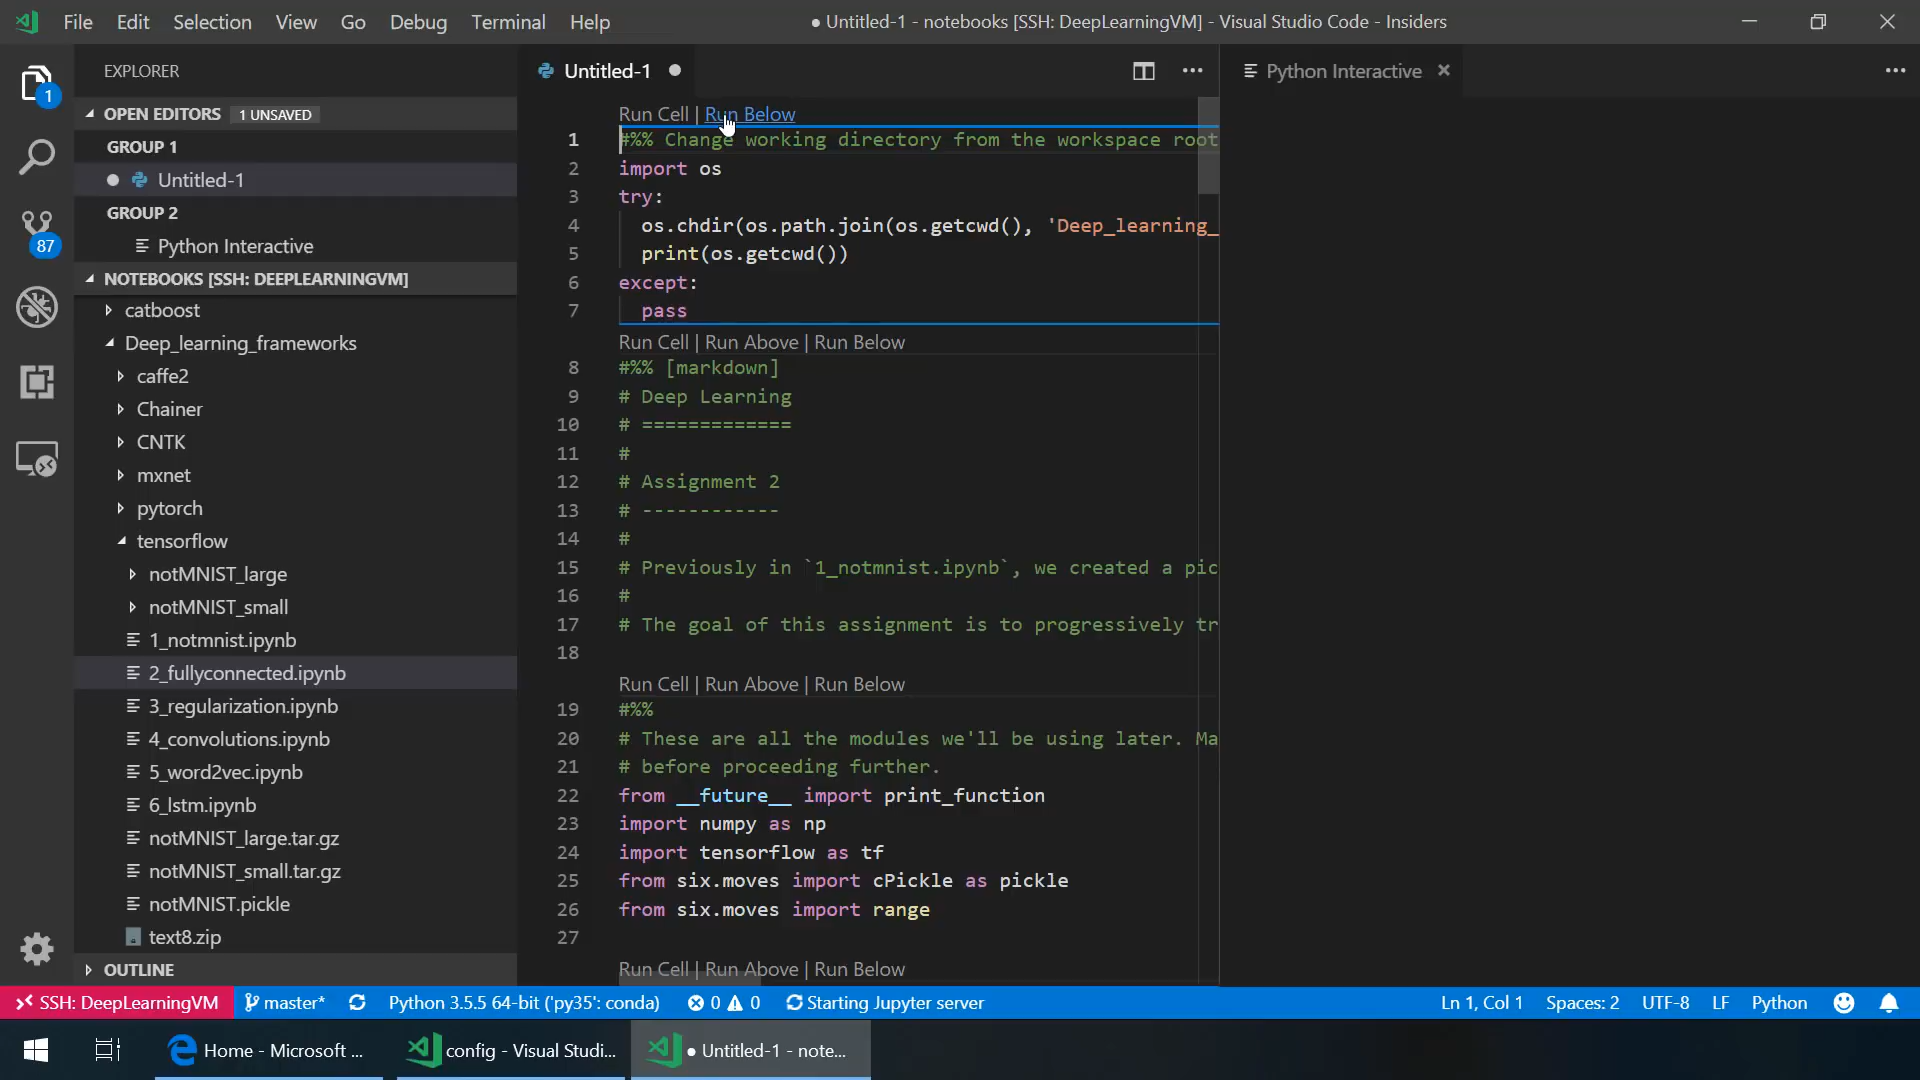 File Edit Selection View Go Debug Terminal Help
● Untitled-1 - notebooks [SSH: DeepLearningVM] - Visual Studio Code - Insiders
EXPLORER
1
OPEN EDITORS 1 UNSAVED
GROUP 1
Untitled-1
87
GROUP 2
Python Interactive
NOTEBOOKS [SSH: DEEPLEARNINGVM]
catboost
Deep_learning_frameworks
caffe2
Chainer
CNTK
mxnet
pytorch
tensorflow
notMNIST_large
notMNIST_small
1_notmnist.ipynb
2_fullyconnected.ipynb
3_regularization.ipynb
4_convolutions.ipynb
5_word2vec.ipynb
6_lstm.ipynb
notMNIST_large.tar.gz
notMNIST_small.tar.gz
notMNIST.pickle
text8.zip
OUTLINE
Untitled-1
Run Cell | Run Below
1 #%% Change working directory from the workspace root
2 import os
3 try:
4 os.chdir(os.path.join(os.getcwd(), 'Deep_learning_
5 print(os.getcwd())
6 except:
7 pass
Run Cell | Run Above | Run Below
8 #%% [markdown]
9 # Deep Learning
10 # =============
11 #
12 # Assignment 2
13 # ------------
14 #
15 # Previously in `1_notmnist.ipynb`, we created a pic
16 #
17 # The goal of this assignment is to progressively tr
18
Run Cell | Run Above | Run Below
19 #%%
20 # These are all the modules we'll be using later. Ma
21 # before proceeding further.
22 from __future__ import print_function
23 import numpy as np
24 import tensorflow as tf
25 from six.moves import cPickle as pickle
26 from six.moves import range
27
Run Cell | Run Above | Run Below
Python Interactive
SSH: DeepLearningVM master* Python 3.5.5 64-bit ('py35': conda) 0 0 Starting Jupyter server Ln 1, Col 1 Spaces: 2 UTF-8 LF Python
Home - Microsoft ...
config - Visual Studi...
● Untitled-1 - note...